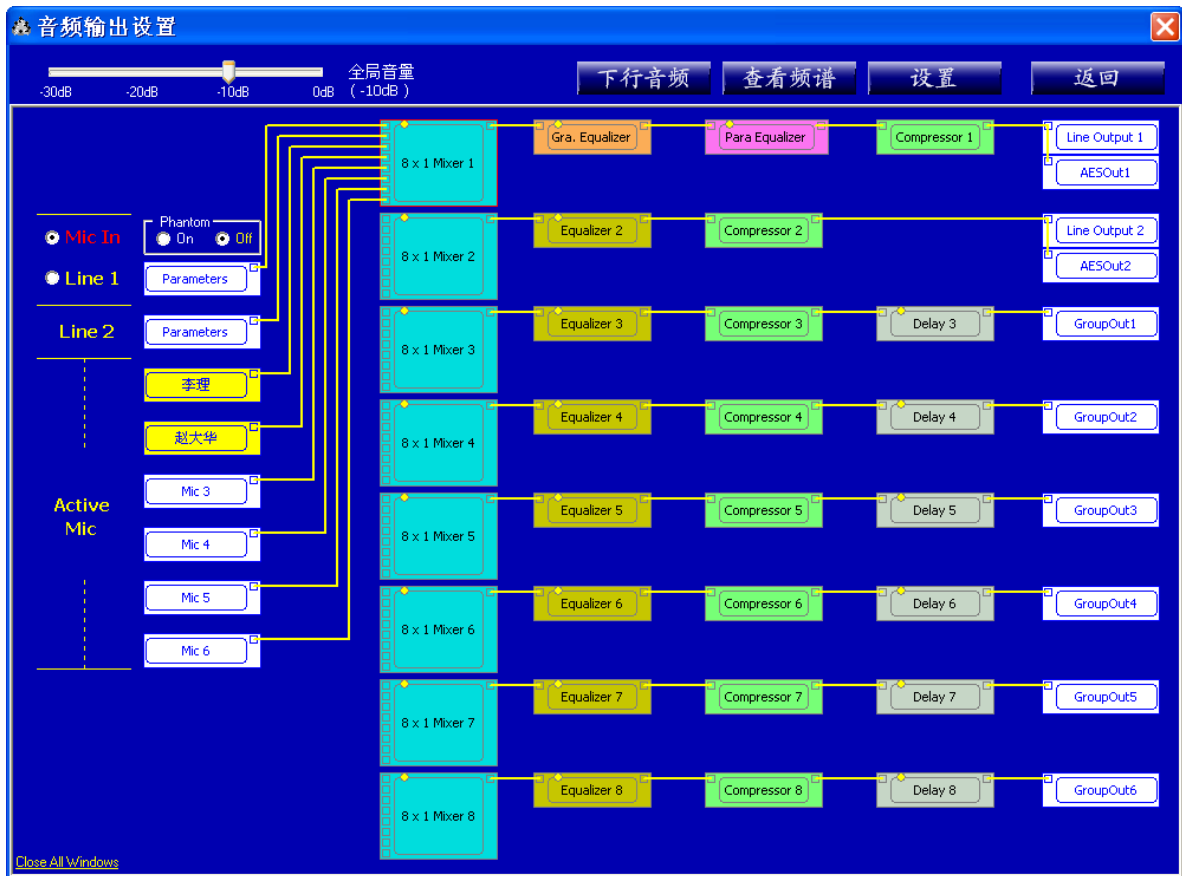 音频输出设置
全局音量
-30dB -20dB -10dB 0dB ( -10dB )
下行音频 查看频谱 设置 返回
Mic In
Phantom
On Off
Line 1
Parameters
Line 2
Parameters
李理
赵大华
Active
Mic
Mic 3
Mic 4
Mic 5
Mic 6
8 x 1 Mixer 1
Gra. Equalizer
Para Equalizer
Compressor 1
Line Output 1
AESOut1
8 x 1 Mixer 2
Equalizer 2
Compressor 2
Line Output 2
AESOut2
8 x 1 Mixer 3
Equalizer 3
Compressor 3
Delay 3
GroupOut1
8 x 1 Mixer 4
Equalizer 4
Compressor 4
Delay 4
GroupOut2
8 x 1 Mixer 5
Equalizer 5
Compressor 5
Delay 5
GroupOut3
8 x 1 Mixer 6
Equalizer 6
Compressor 6
Delay 6
GroupOut4
8 x 1 Mixer 7
Equalizer 7
Compressor 7
Delay 7
GroupOut5
8 x 1 Mixer 8
Equalizer 8
Compressor 8
Delay 8
GroupOut6
Close All Windows